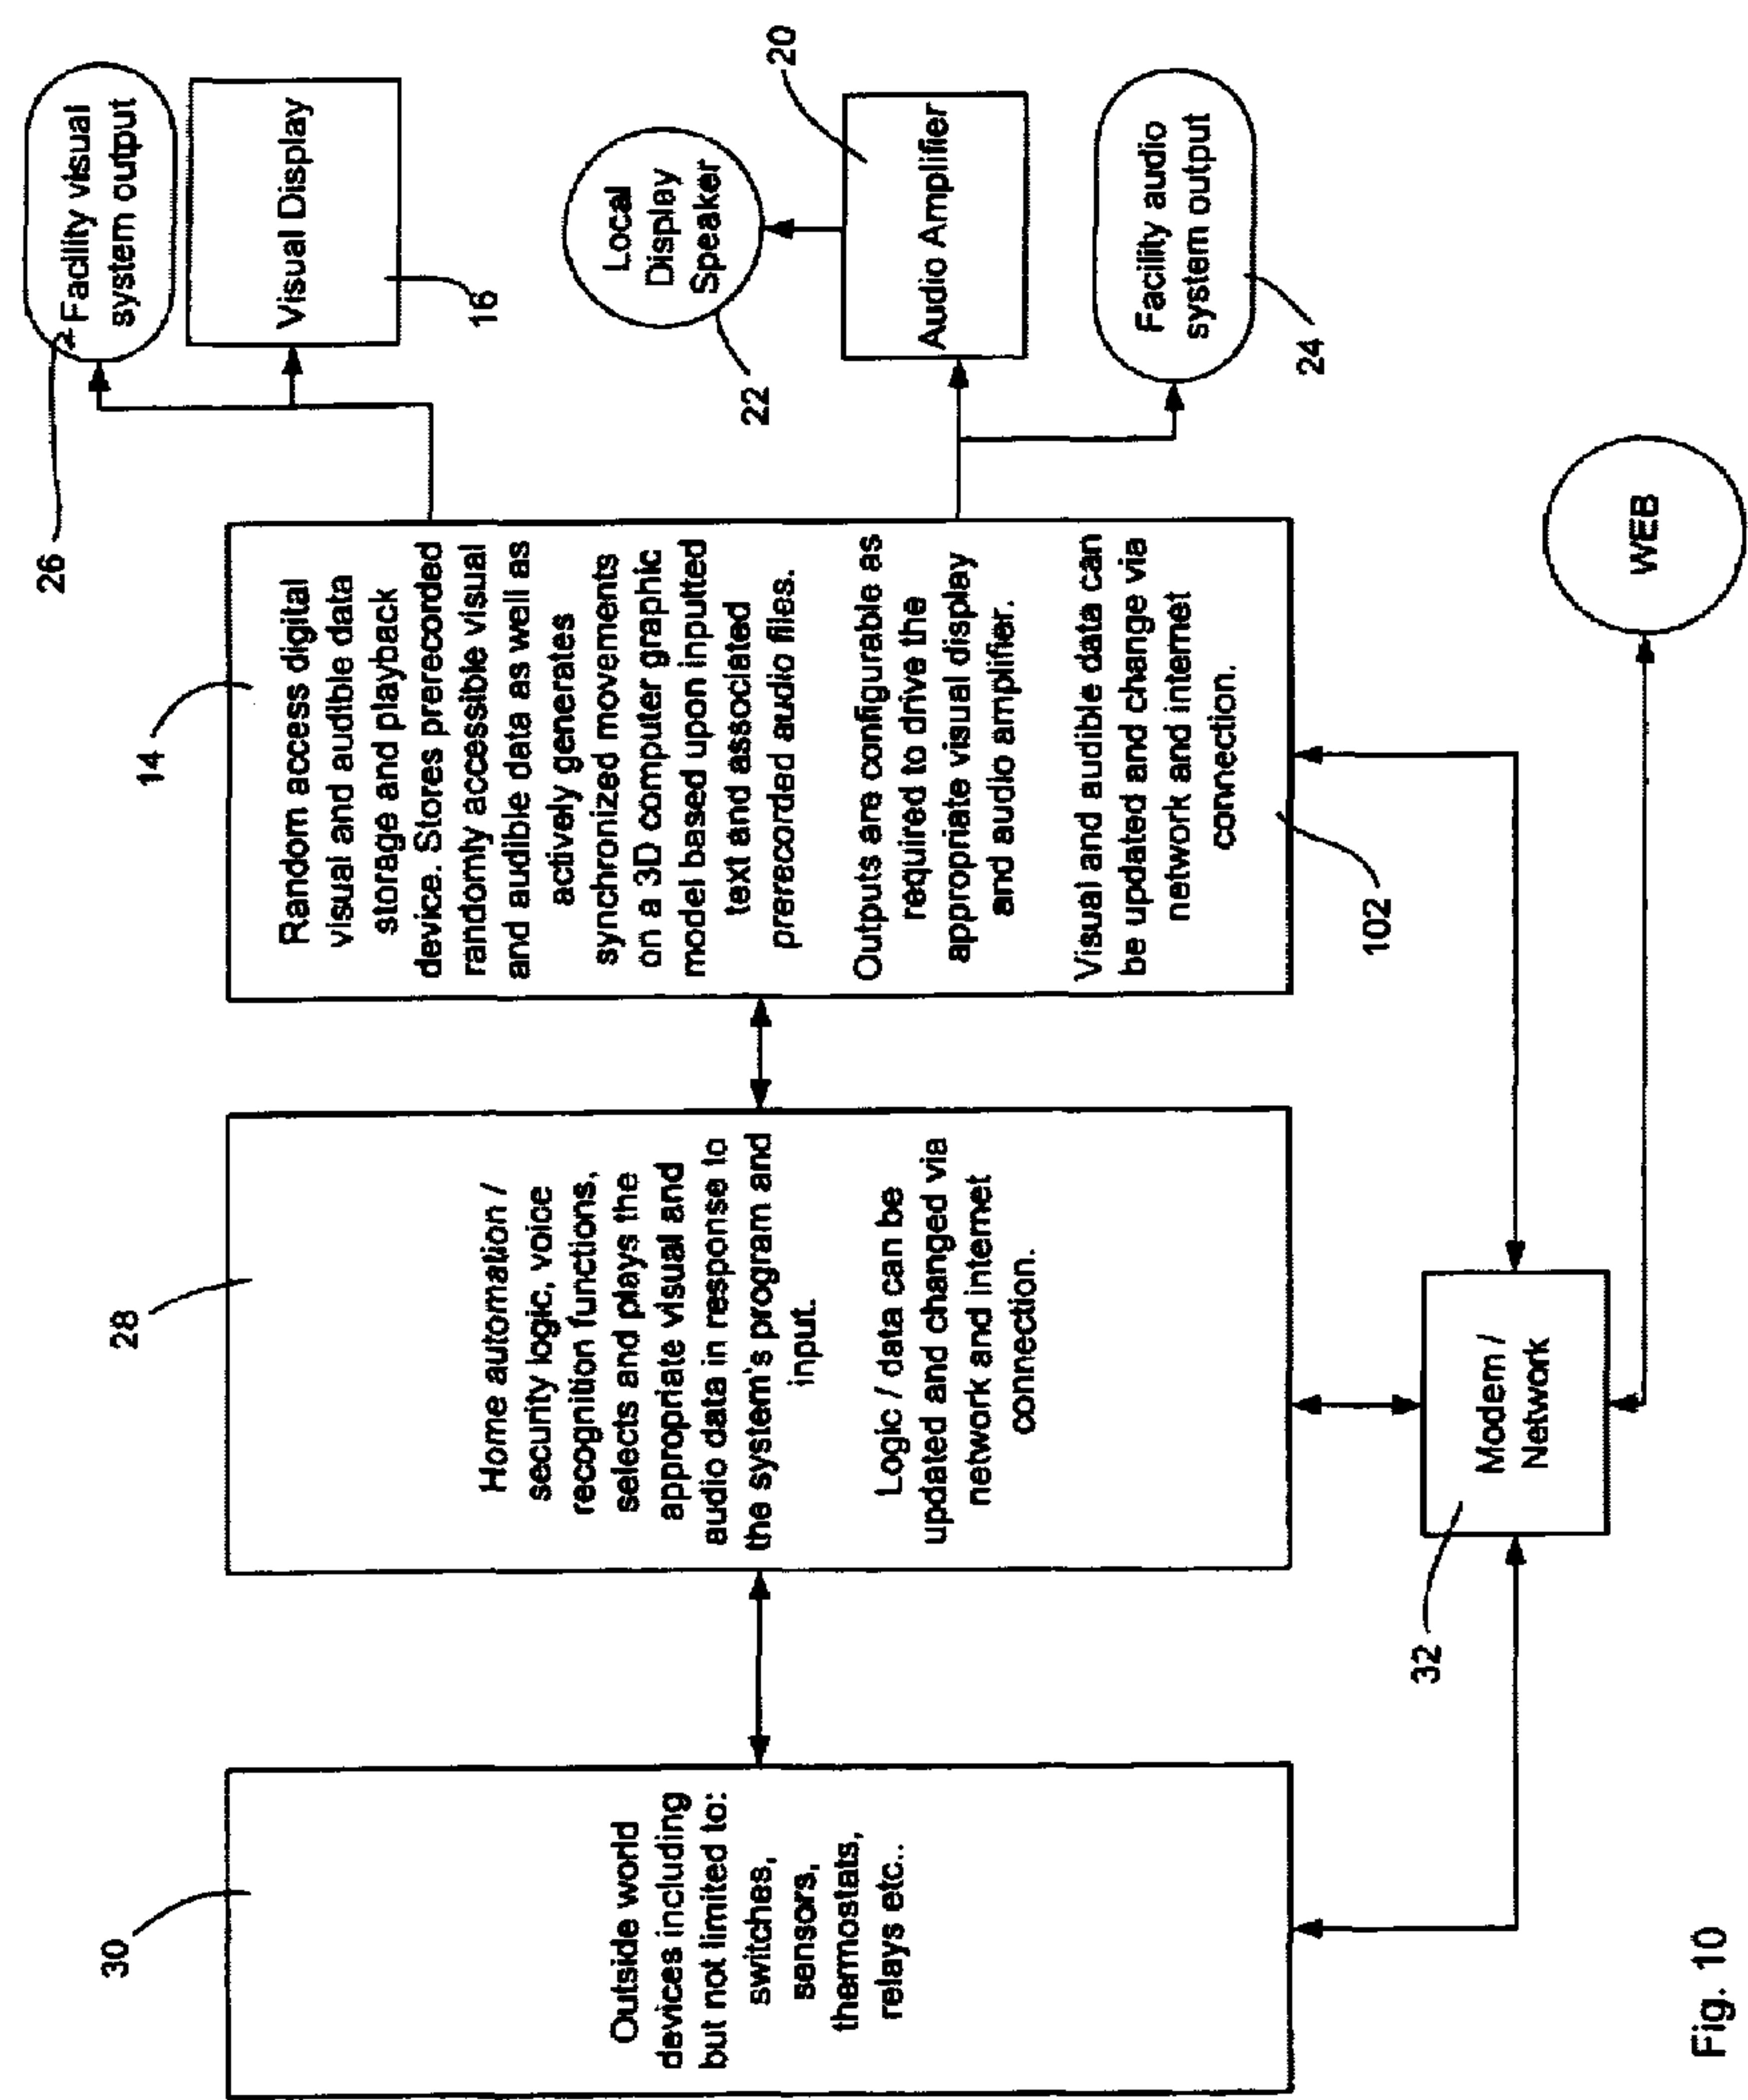 30
Outside world
devices including
but not limited to:
switches,
sensors,
themostats,
relays etc..
28
Home automation /
security logic, voice
recognition functions,
selects and plays the
appropriate visual and
audio data in response to
the system's program and
input.
Logic / data can be
updated and changed via
network and internet
connection.
14
Random access digital
visual and audible data
storage and playback
device. Stores prerecorded
randomly accessible visual
and audible data as well as
actively generates
synchronized movements
on a 3D computer graphic
model based upon inputted
text and associated
prerecorded audio files.
Outputs are configurable as
required to drive the
appropriate visual display
and audio amplifier.
Visual and audible data can
be updated and change via
network and internet
connection.
102
26
Facility visual
system output
Visual Display
16
Local
Display
Speaker
22
20
Audio Amplifier
Facility audio
system output
24
32
Modem /
Network
WEB
Fig. 10